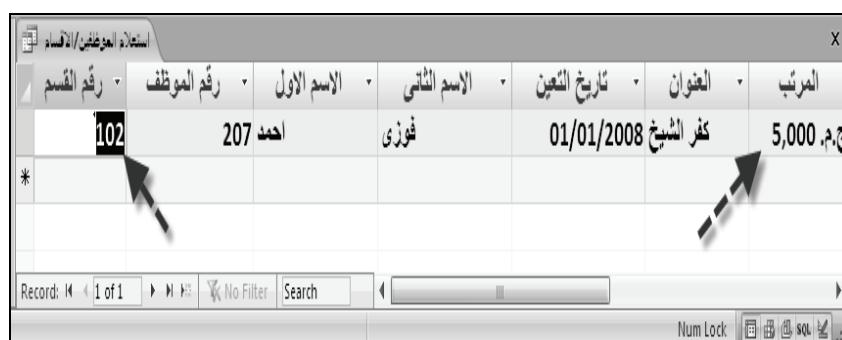 استعلام الموظفين/الاقسام
رقم القسم رقم الموظف الاسم الاول الاسم الثانى تاريخ التعين العنوان المرتب
102 207 احمد فوزى 01/01/2008 كفر الشيخ ج.م. 5,000
Record: 1 of 1 No Filter Search
Num Lock SQL